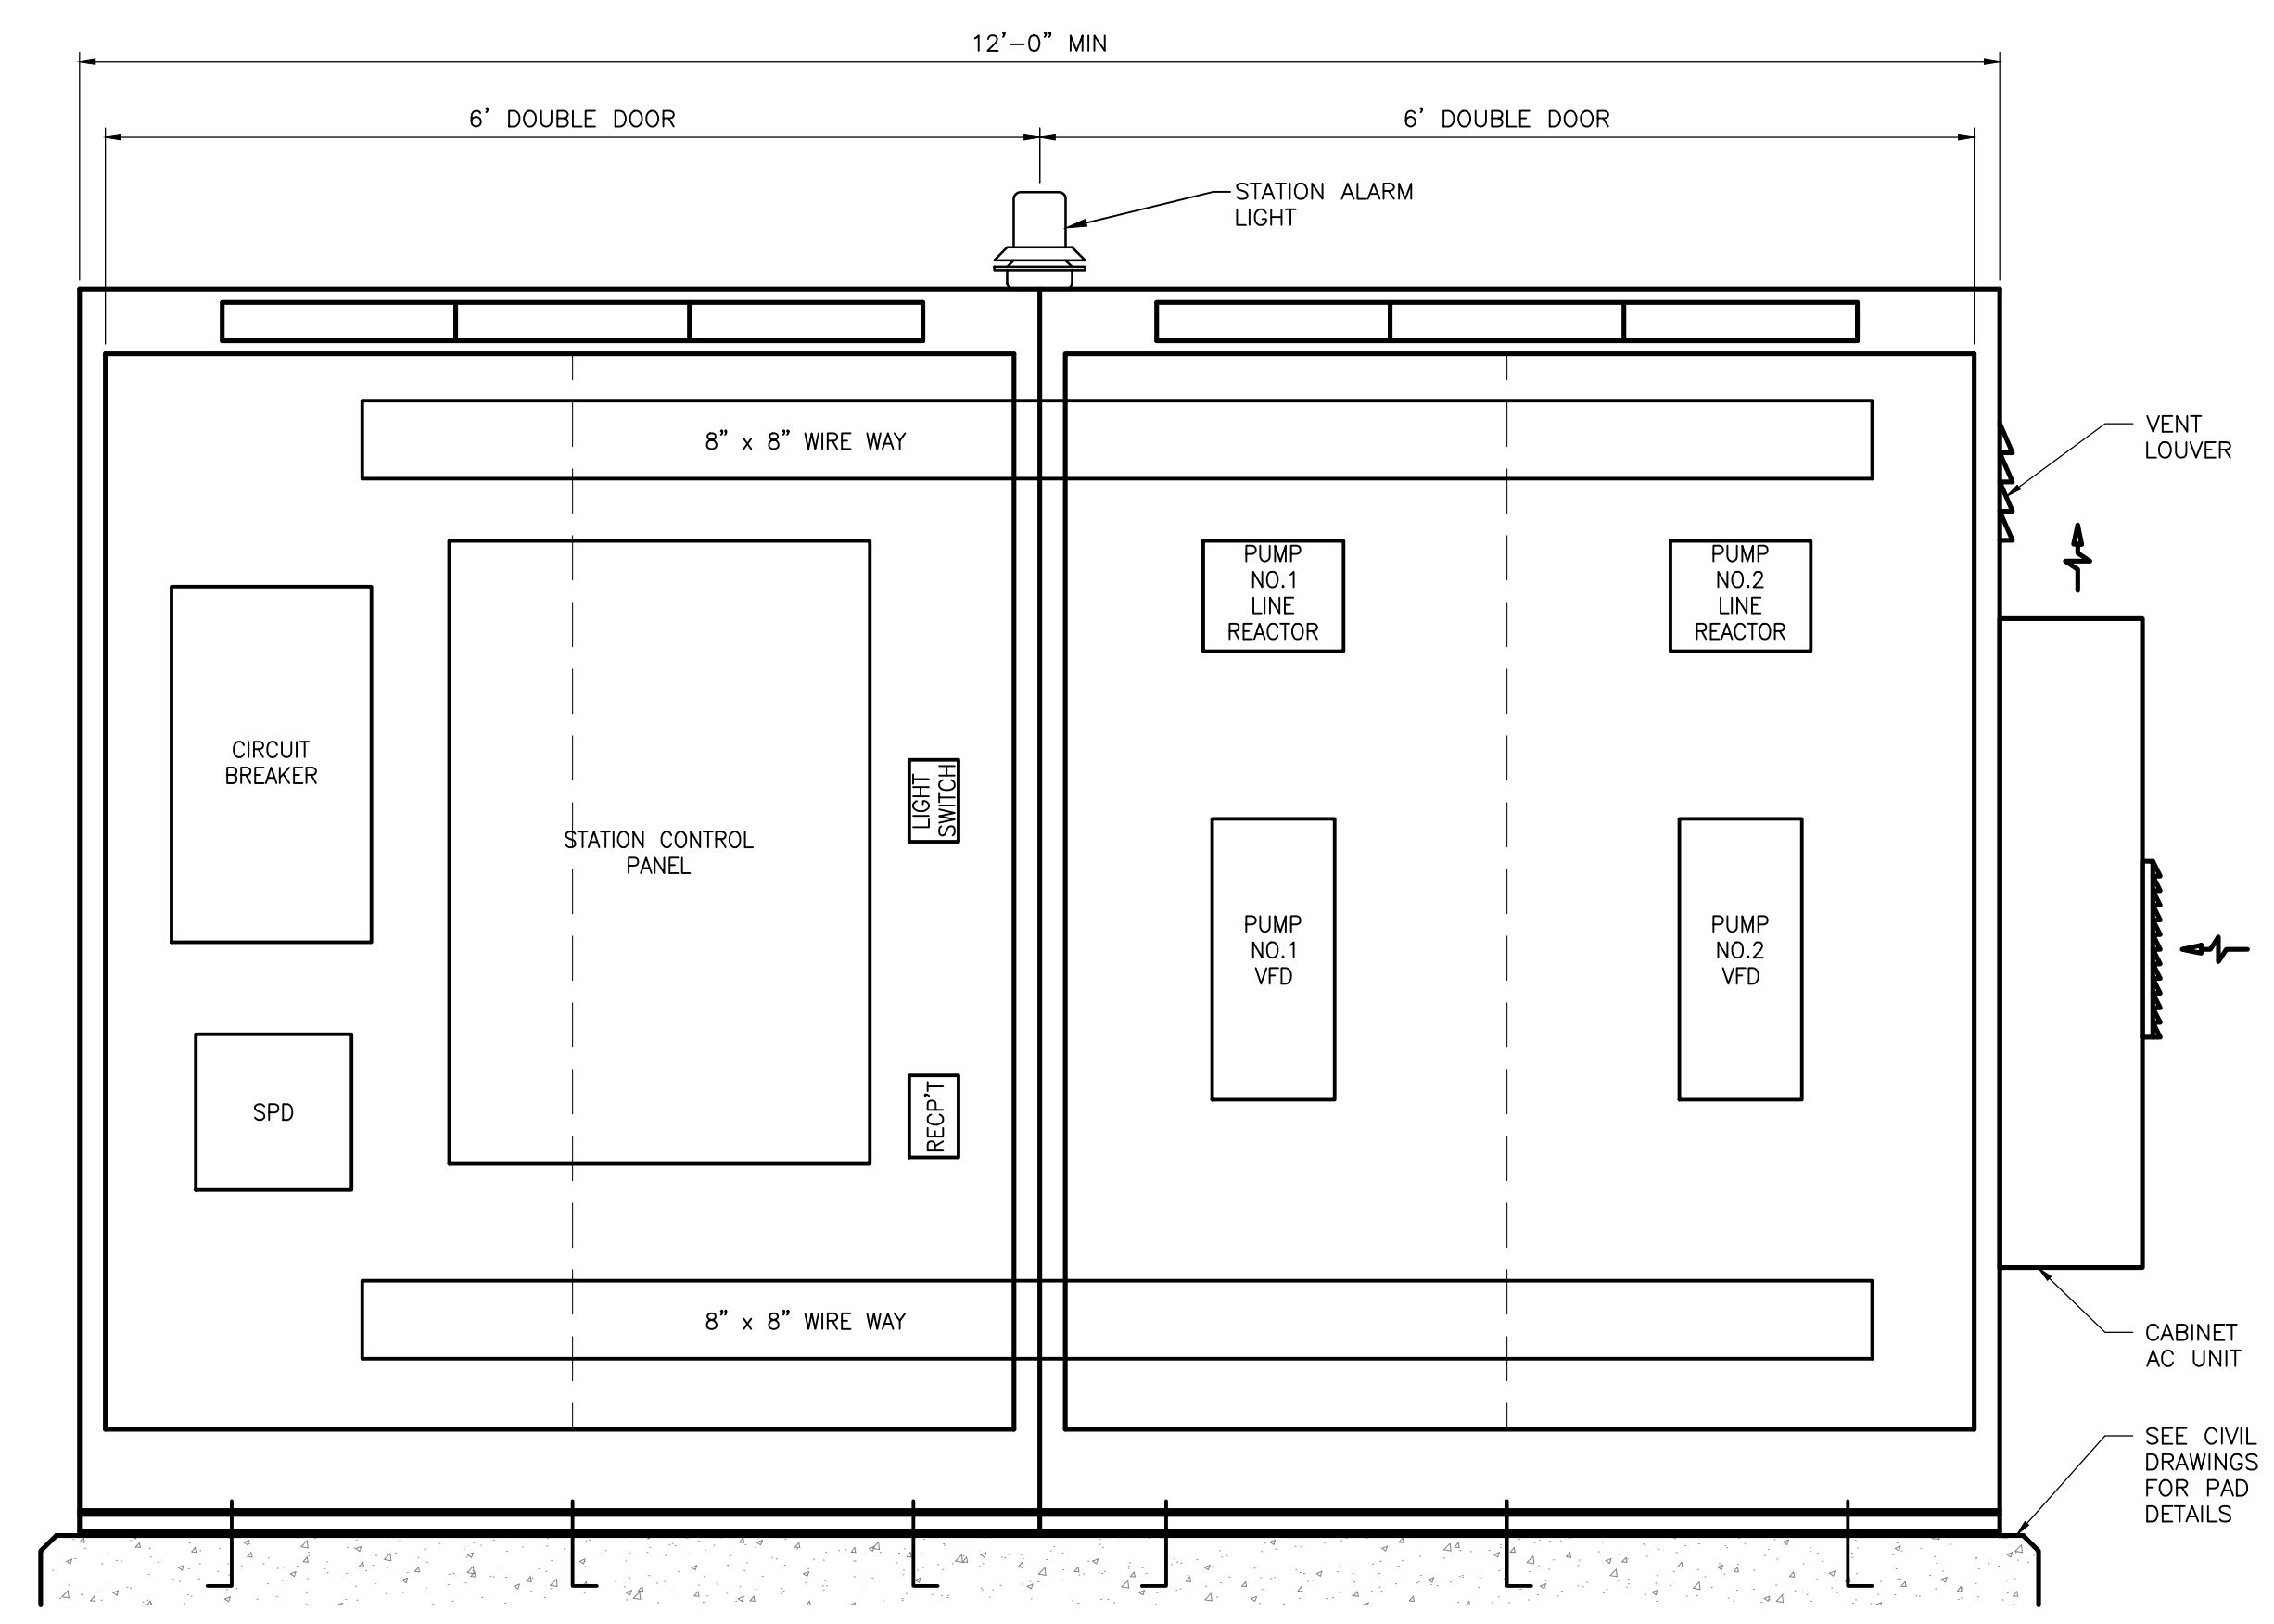 12'-0" MIN
6' DOUBLE DOOR
6' DOUBLE DOOR
STATION ALARM
LIGHT
8" x 8" WIRE WAY
VENT
LOUVER
PUMP
NO.1
LINE
REACTOR
PUMP
NO.2
LINE
REACTOR
CIRCUIT
BREAKER
LIGHT
SWITCH
STATION CONTROL
PANEL
PUMP
NO.1
VFD
PUMP
NO.2
VFD
SPD
RECP'T
8" x 8" WIRE WAY
CABINET
AC UNIT
SEE CIVIL
DRAWINGS
FOR PAD
DETAILS